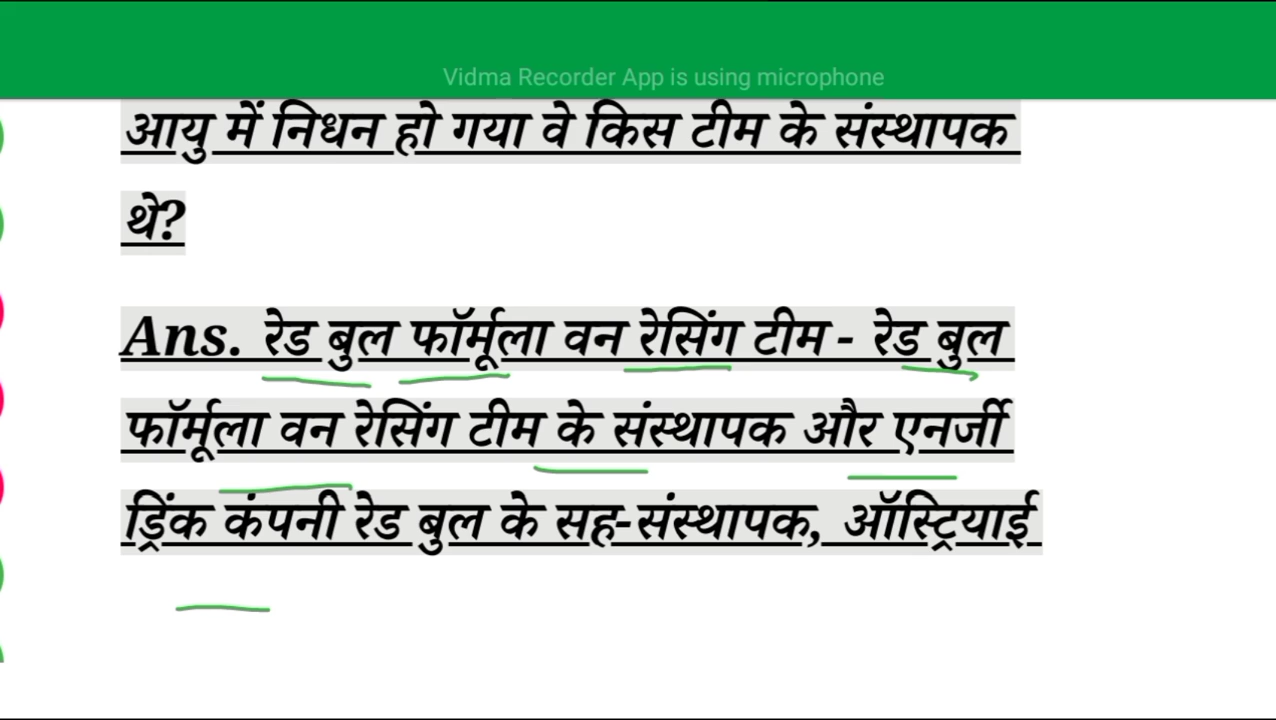 Vidma Recorder App is using microphone
आयु में निधन हो गया वे किस टीम के संस्थापक
थे?
Ans. रेड बुल फॉर्मूला वन रेसिंग टीम - रेड बुल
फॉर्मूला वन रेसिंग टीम के संस्थापक और एनर्जी
ड्रिंक कंपनी रेड बुल के सह-संस्थापक, ऑस्ट्रियाई